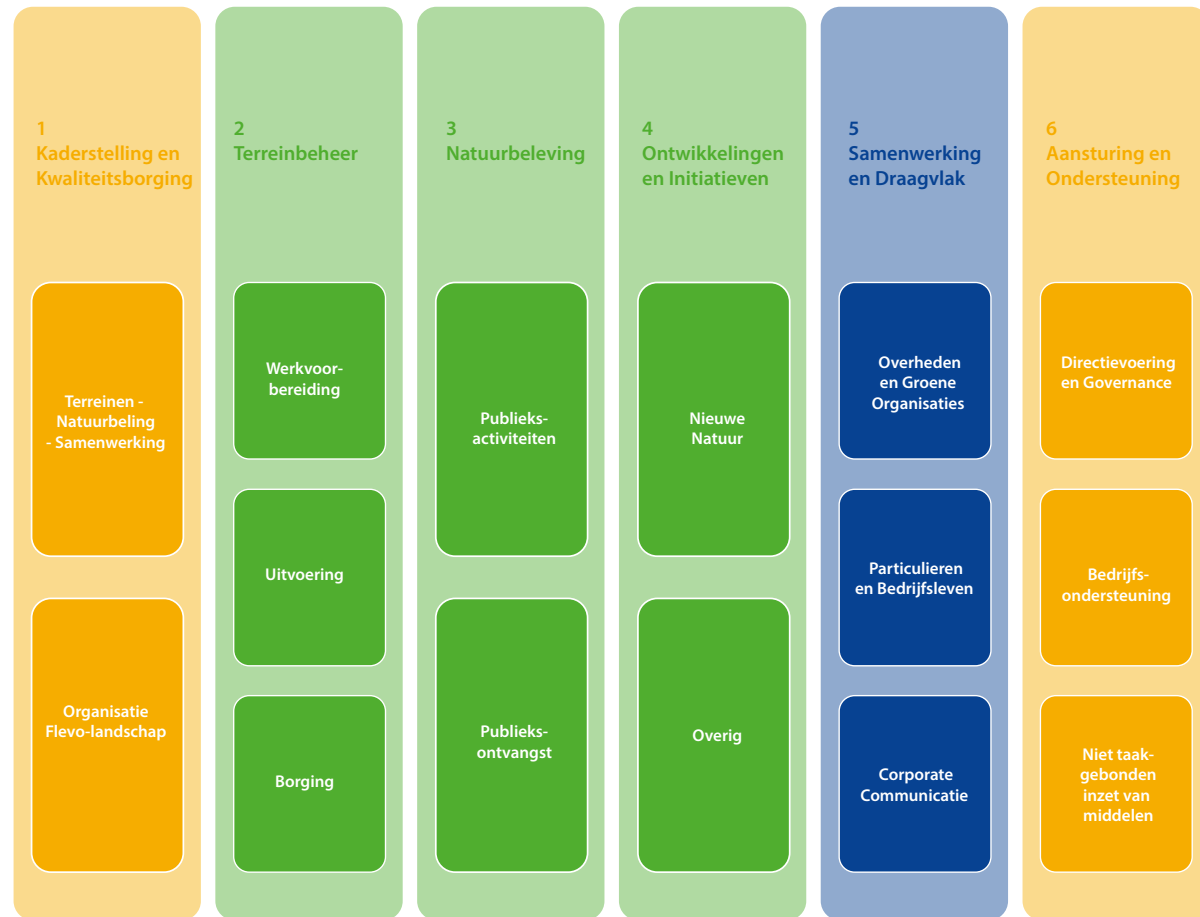 1
Kaderstelling en
Kwaliteitsborging
Terreinen -
Natuurbeling
- Samenwerking
Organisatie
Flevo-landschap
2
Terreinbeheer
Werkvoor-
bereiding
Uitvoering
Borging
3
Natuurbeleving
Publieks-
activiteiten
Publieks-
ontvangst
4
Ontwikkelingen
en Initiatieven
Nieuwe
Natuur
Overig
5
Samenwerking
en Draagvlak
Overheden
en Groene
Organisaties
Particulieren
en Bedrijfsleven
Corporate
Communicatie
6
Aansturing en
Ondersteuning
Directievoering
en Governance
Bedrijfs-
ondersteuning
Niet taak-
gebonden
inzet van
middelen